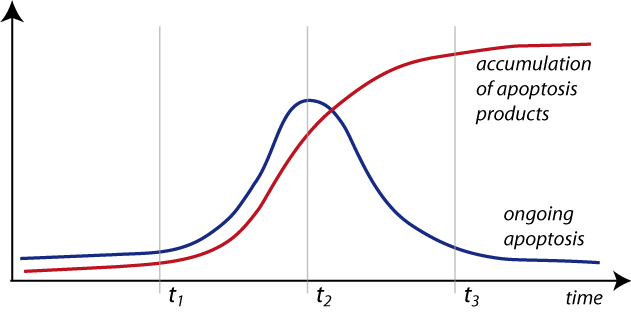 accumulation
of apoptosis
products
ongoing
apoptosis
t1
t2
t3
time